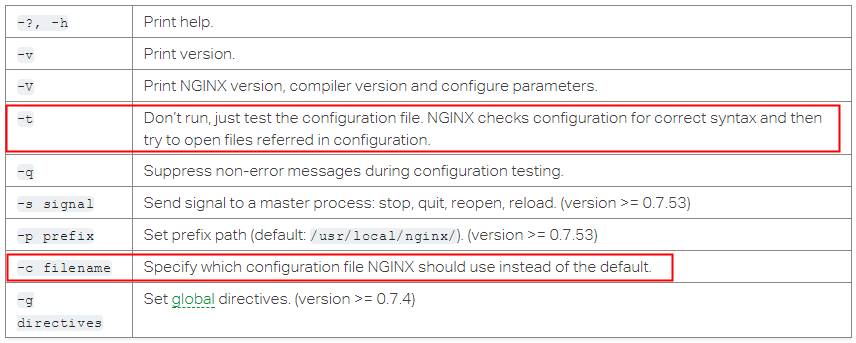 -?, -h Print help.
-v Print version.
-V Print NGINX version, compiler version and configure parameters.
-t Don’t run, just test the configuration file. NGINX checks configuration for correct syntax and then
try to open files referred in configuration.
-q Suppress non-error messages during configuration testing.
-s signal Send signal to a master process: stop, quit, reopen, reload. (version >= 0.7.53)
-p prefix Set prefix path (default: /usr/local/nginx/). (version >= 0.7.53)
-c filename Specify which configuration file NGINX should use instead of the default.
-g Set global directives. (version >= 0.7.4)
directives